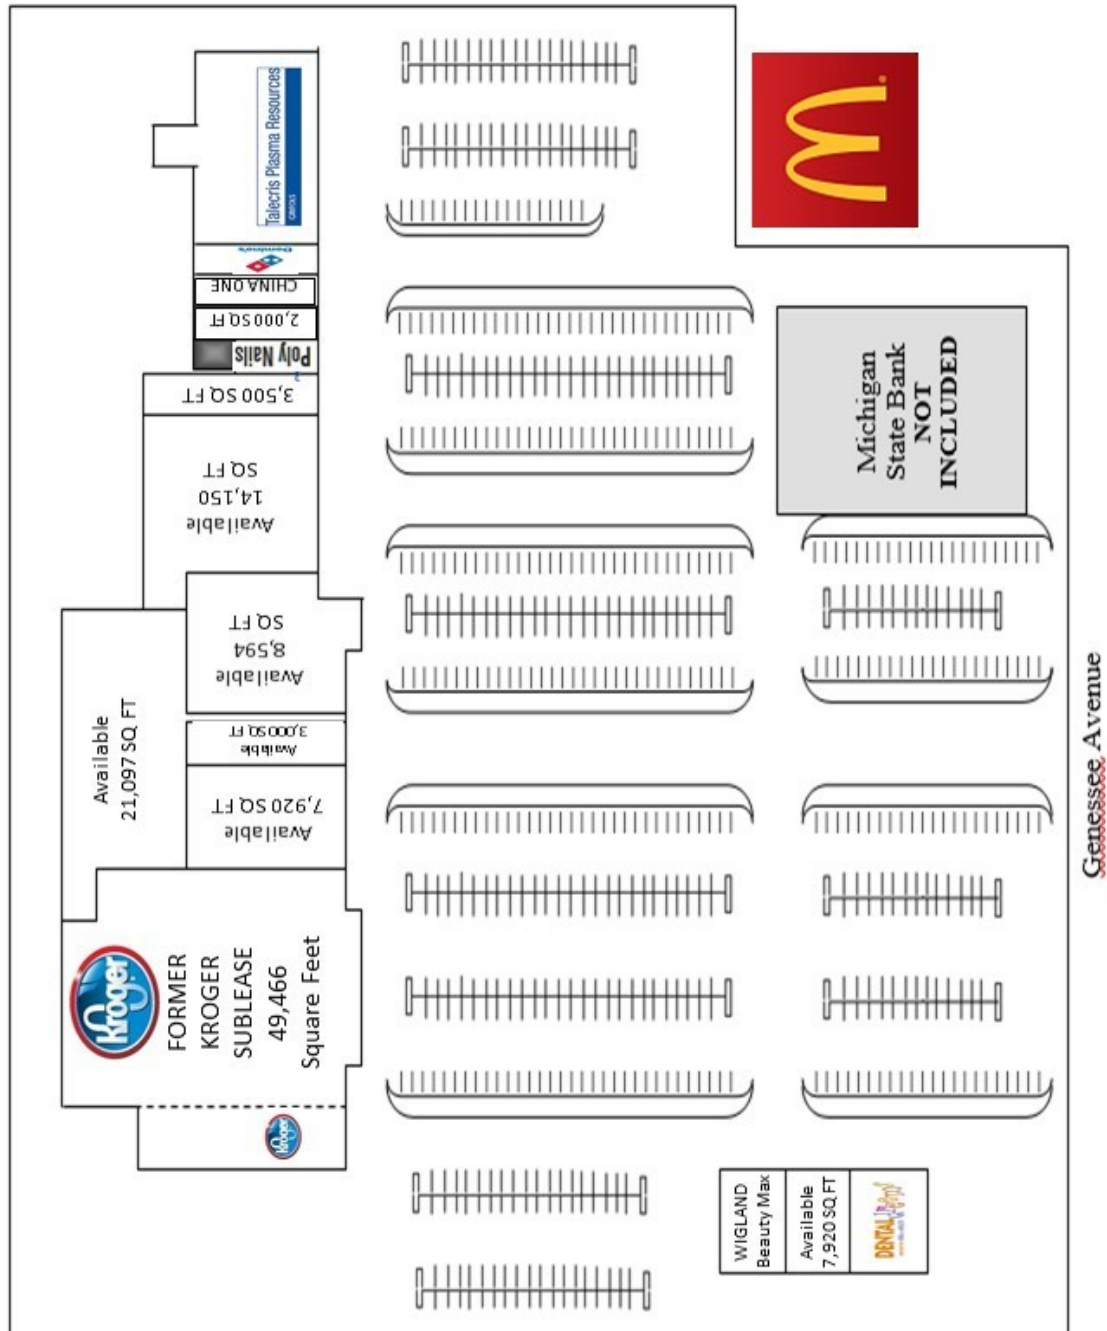 Talecris Plasma Resources
GRIFOLS
Domino's
CHINA ONE
2,000 SQ FT
Poly Nails
3,500 SQ FT
Available
14,150
SQ FT
Available
8,594
SQ FT
Available
3,000 SQ FT
Available
7,920 SQ FT
Available
21,097 SQ FT
Kroger
FORMER
KROGER
SUBLEASE
49,466
Square Feet
Kroger
Michigan
State Bank
NOT
INCLUDED
Genessee Avenue
WIGLAND
Beauty Max
Available
7,920 SQ FT
DENTAL